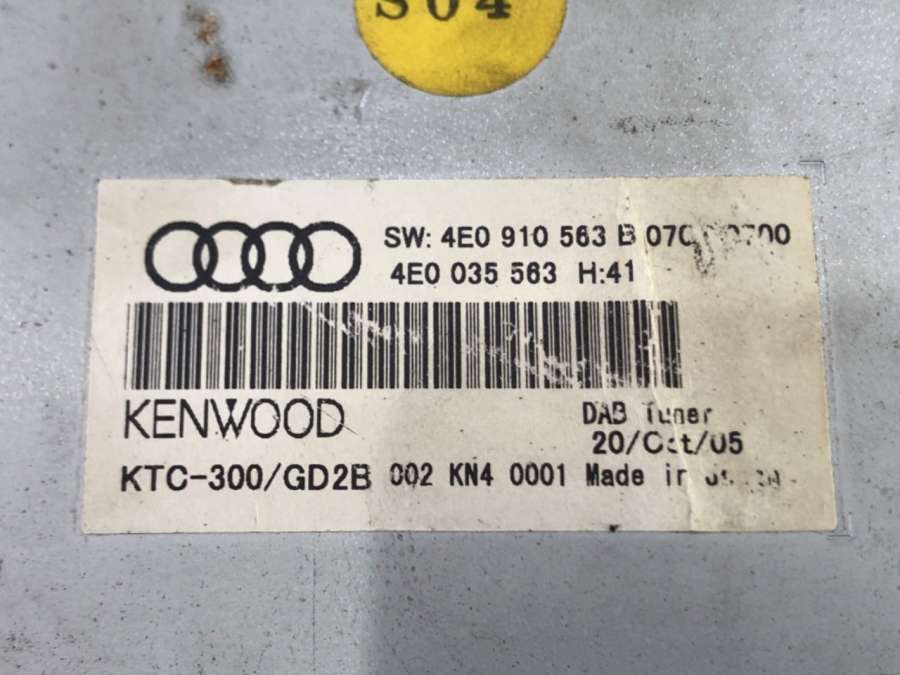 S04
SW: 4E0 910 563 B
4E0 035 563 H:41
KENWOOD
DAB Tuner
20/Oct/05
KTC-300/GD2B 002 KN4 0001 Made in